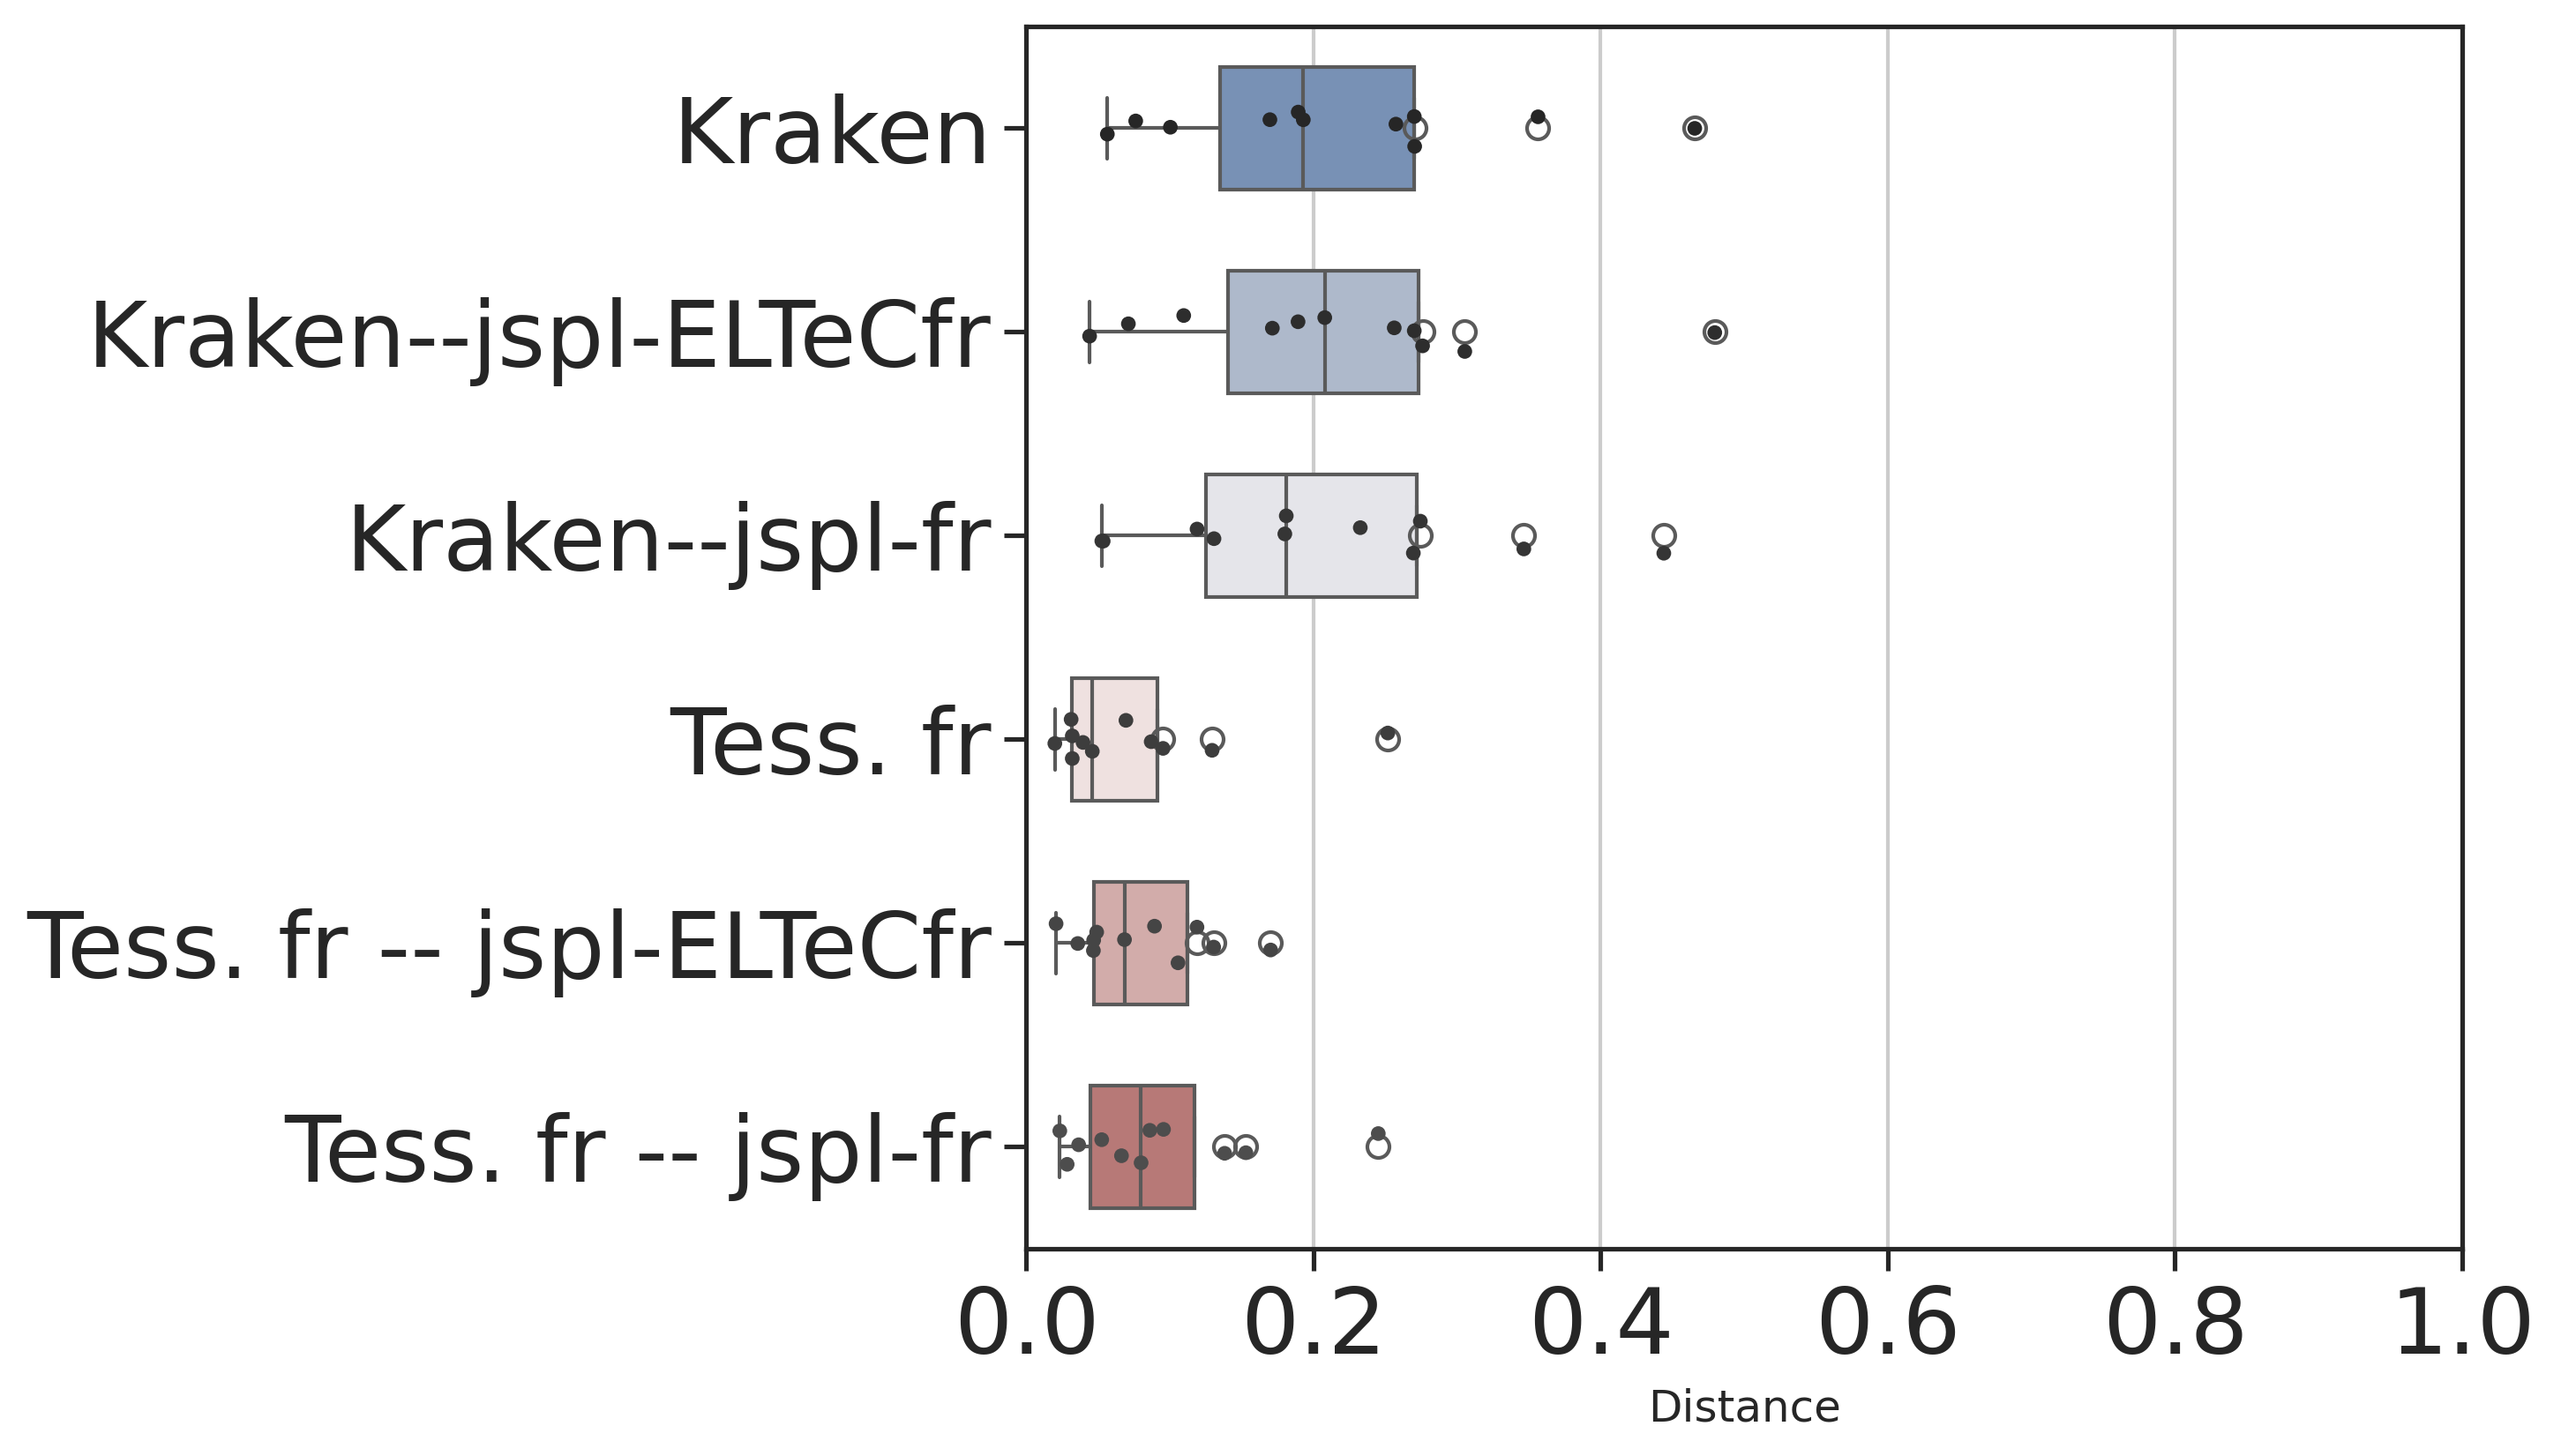 Kraken
Kraken--jspl-ELTeCfr
Kraken--jspl-fr
Tess. fr
Tess. fr -- jspl-ELTeCfr
Tess. fr -- jspl-fr
0.0 0.2 0.4 0.6 0.8 1.0
Distance